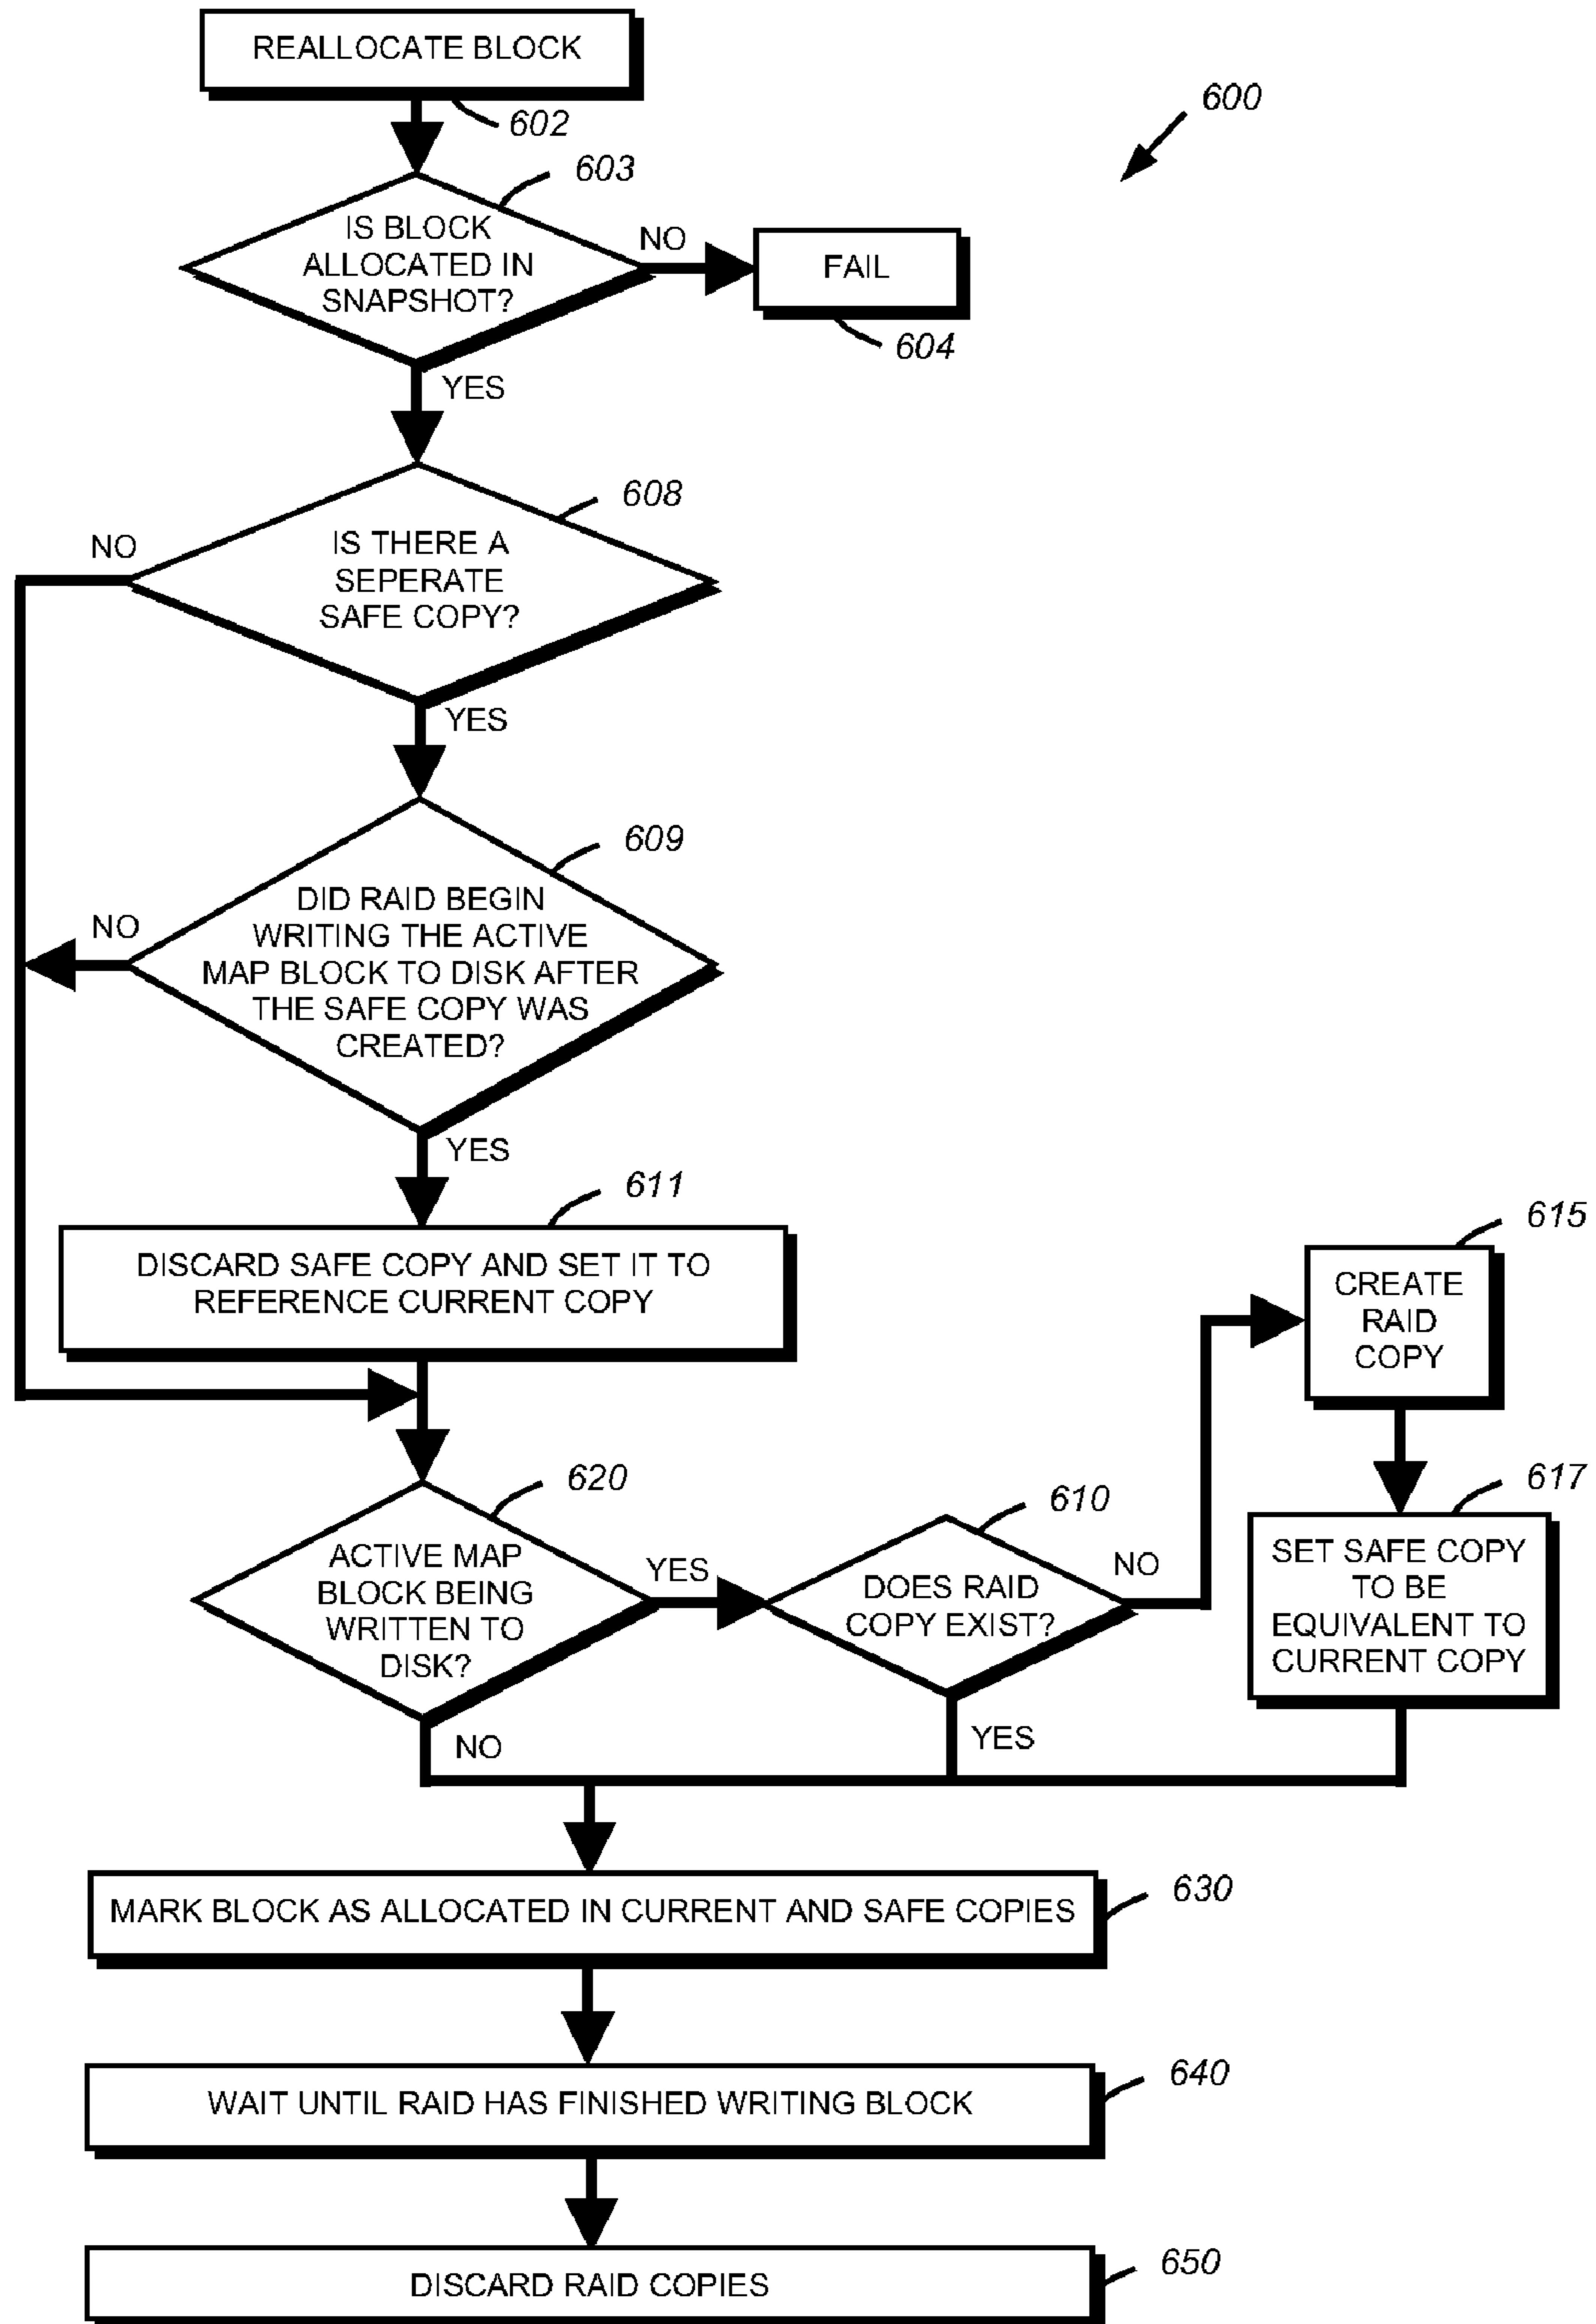 REALLOCATE BLOCK
602
600
603
IS BLOCK
ALLOCATED IN
SNAPSHOT?
NO
FAIL
604
YES
608
NO
IS THERE A
SEPERATE
SAFE COPY?
YES
609
NO
DID RAID BEGIN
WRITING THE ACTIVE
MAP BLOCK TO DISK AFTER
THE SAFE COPY WAS
CREATED?
YES
611
DISCARD SAFE COPY AND SET IT TO
REFERENCE CURRENT COPY
615
CREATE
RAID
COPY
620
ACTIVE MAP
BLOCK BEING
WRITTEN TO
DISK?
YES
NO
610
DOES RAID
COPY EXIST?
NO
YES
617
SET SAFE COPY
TO BE
EQUIVALENT TO
CURRENT COPY
MARK BLOCK AS ALLOCATED IN CURRENT AND SAFE COPIES
630
WAIT UNTIL RAID HAS FINISHED WRITING BLOCK
640
DISCARD RAID COPIES
650